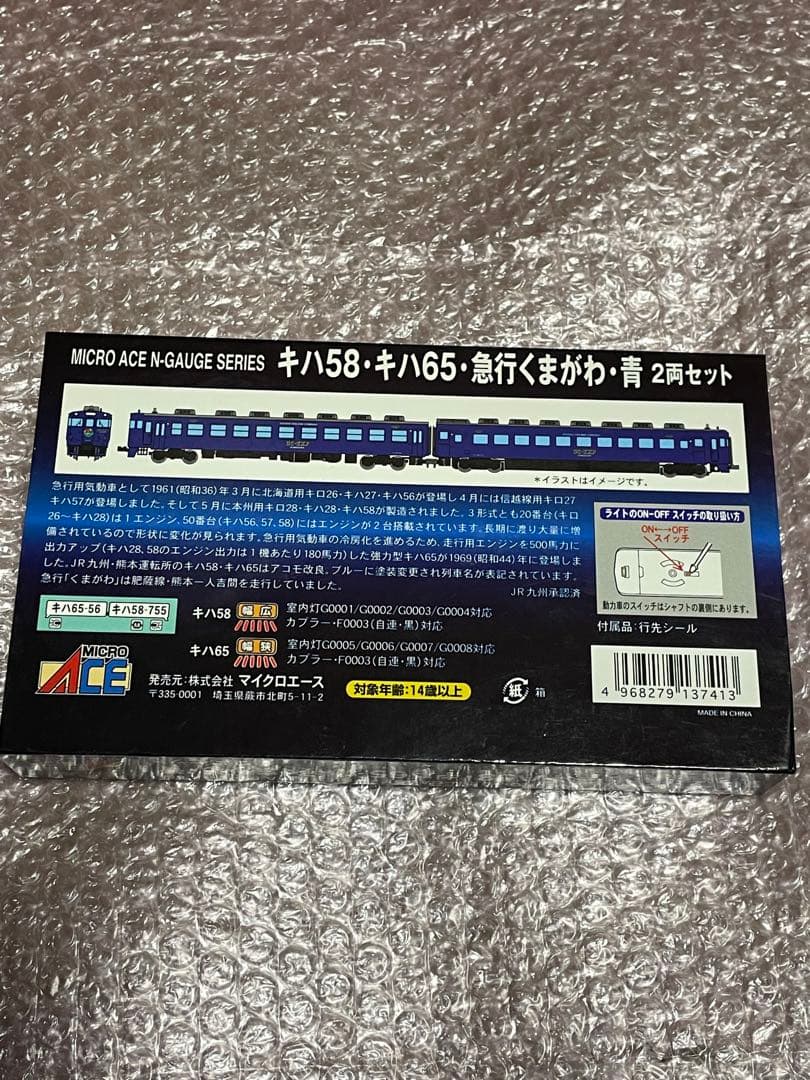 MICRO ACE N-GAUGE SERIES キハ58・キハ65・急行くまがわ・青 2両セット
*イラストはイメージです。
急行用気動車として1961(昭和36)年3月に北海道用キロ26・キハ27・キハ56が登場し4月には信越線用キロ27
キハ57が登場しました。そして5月に本州用キロ28・キハ28・キハ58が製造されました。3形式とも20番台(キロ
26〜キハ28)は1エンジン、50番台(キハ56、57、58)にはエンジンが2台搭載されています。長期に渡り大量に増
備されているので形状に変化が見られます。急行用気動車の冷房化を進めるため、走行用エンジンを500馬力に
出力アップ(キハ28、58のエンジン出力は1機あたり180馬力)した強力型キハ65が1969(昭和44)年に登場しま
した。JR九州・熊本運転所のキハ58・キハ65はアコモ改良、ブルーに塗装変更され列車名が表記されています。
急行「くまがわ」は肥薩線・熊本ー人吉間を走行していました。
JR九州承認済
ライトのON-OFFスイッチの取り扱い方
ON←→OFF
スイッチ
動力車のスイッチはシャフトの裏側にあります。
付属品:行先シール
キハ65-56 キハ58-755
キハ58 幅広 室内灯G0001/G0002/G0003/G0004対応
カプラー・F0003(自連・黒)対応
キハ65 幅狭 室内灯G0005/G0006/G0007/G0008対応
カプラー・F0003(自連・黒)対応
MICRO
ACE
発売元:株式会社 マイクロエース
〒335-0001 埼玉県蕨市北町5-11-2
対象年齢:14歳以上
紙 箱
4 968279 137413
MADE IN CHINA